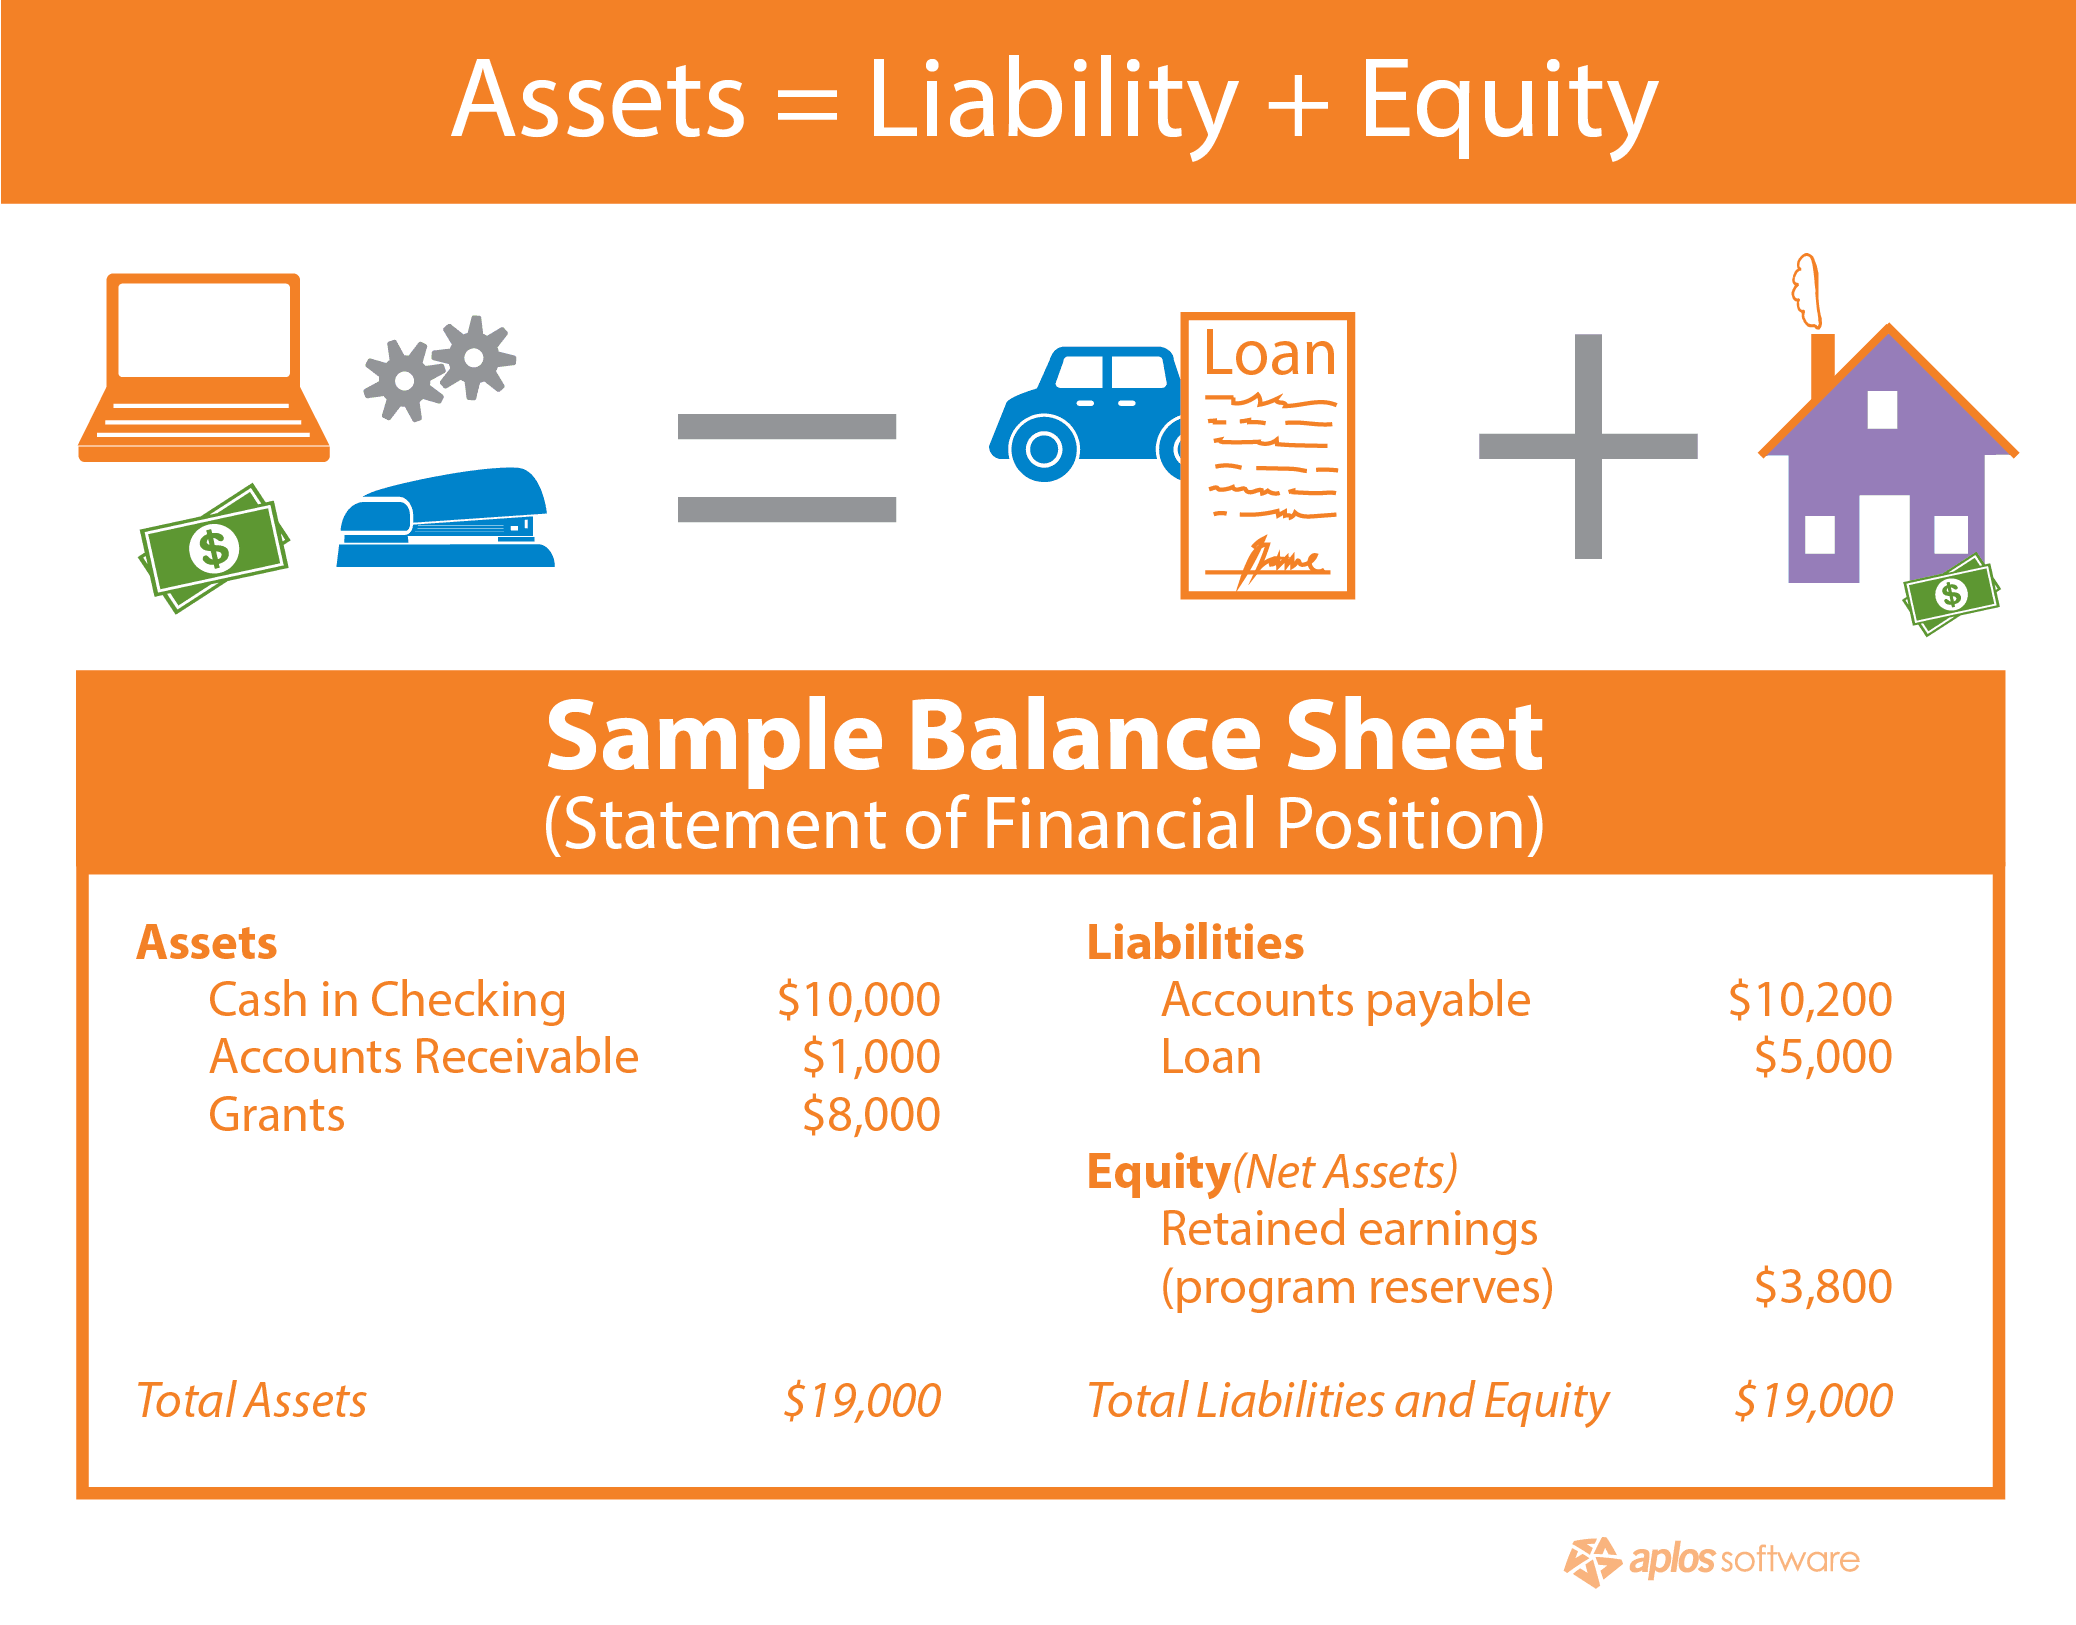 Assets = Liability + Equity
$
Loan
$
Sample Balance Sheet
(Statement of Financial Position)
Assets
Cash in Checking $10,000
Accounts Receivable $1,000
Grants $8,000
Total Assets $19,000
Liabilities
Accounts payable $10,200
Loan $5,000
Equity(Net Assets)
Retained earnings
(program reserves) $3,800
Total Liabilities and Equity $19,000
aplos software